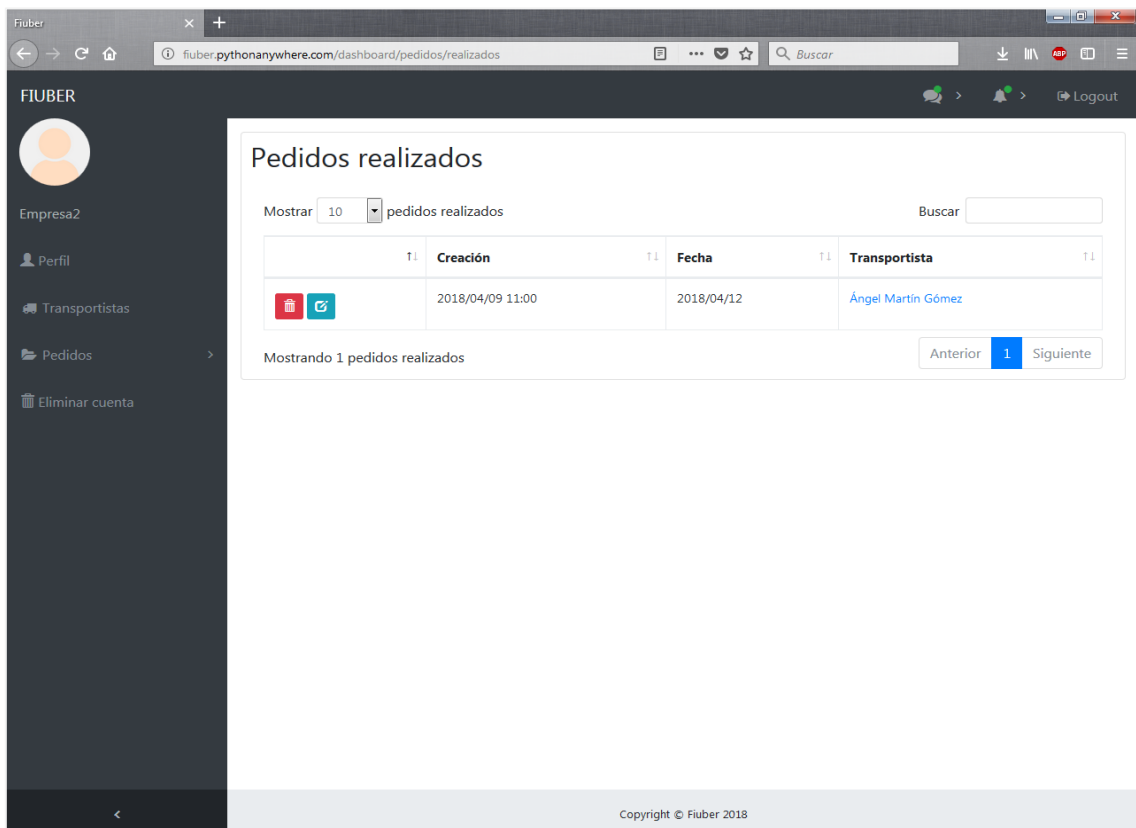 Fiuber
fiuber.pythonanywhere.com/dashboard/pedidos/realizados
Buscar
ABP
FIUBER
Logout
Empresa2
Perfil
Transportistas
Pedidos
Eliminar cuenta
Pedidos realizados
Mostrar 10 pedidos realizados
Buscar
Creación Fecha Transportista
2018/04/09 11:00 2018/04/12 Ángel Martín Gómez
Mostrando 1 pedidos realizados
Anterior 1 Siguiente
Copyright © Fiuber 2018